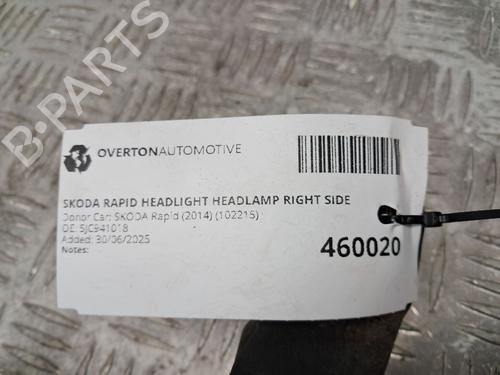 B-PARTS
OVERTONAUTOMOTIVE
SKODA RAPID HEADLIGHT HEADLAMP RIGHT SIDE
Donor Car: SKODA Rapid (2014) (102215)
OE: 5JC941018
Added: 30/06/2025
Notes:
460020